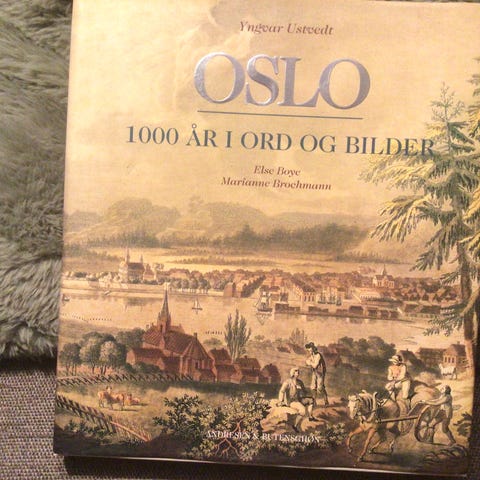 Yngvar Ustvedt
OSLO
1000 ÅR I ORD OG BILDER
Else Boye
Marianne Brochmann
ANDRESEN & BUTENSCHØN